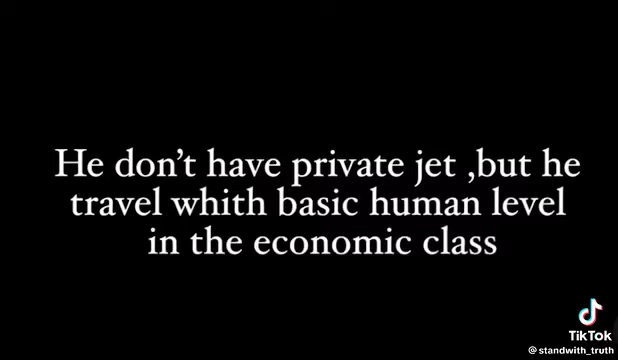 He don’t have private jet ,but he
travel whith basic human level
in the economic class
TikTok
@standwith_truth